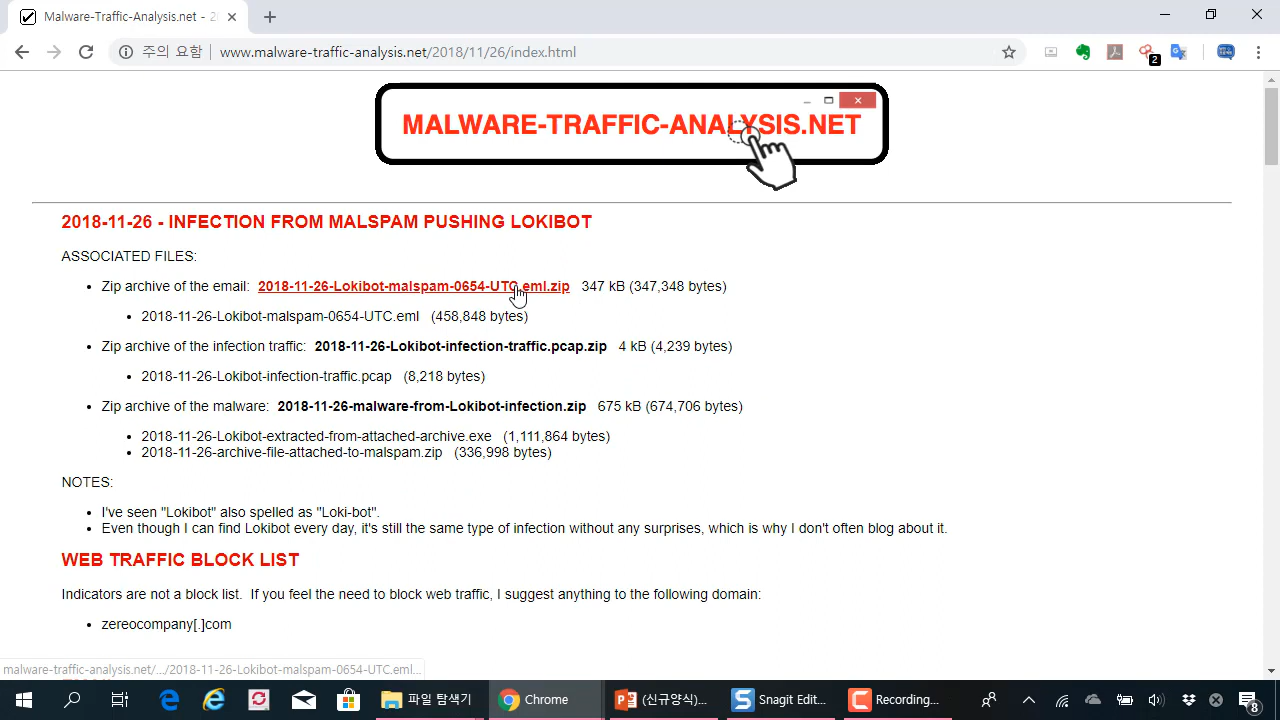 Malware-Traffic-Analysis.net - 2
주의 요함
www.malware-traffic-analysis.net/2018/11/26/index.html
2
MALWARE-TRAFFIC-ANALYSIS.NET
2018-11-26 - INFECTION FROM MALSPAM PUSHING LOKIBOT
ASSOCIATED FILES:
Zip archive of the email: 2018-11-26-Lokibot-malspam-0654-UTC.eml.zip 347 kB (347,348 bytes)
2018-11-26-Lokibot-malspam-0654-UTC.eml (458,848 bytes)
Zip archive of the infection traffic: 2018-11-26-Lokibot-infection-traffic.pcap.zip 4 kB (4,239 bytes)
2018-11-26-Lokibot-infection-traffic.pcap (8,218 bytes)
Zip archive of the malware: 2018-11-26-malware-from-Lokibot-infection.zip 675 kB (674,706 bytes)
2018-11-26-Lokibot-extracted-from-attached-archive.exe (1,111,864 bytes)
2018-11-26-archive-file-attached-to-malspam.zip (336,998 bytes)
NOTES:
I've seen "Lokibot" also spelled as "Loki-bot".
Even though I can find Lokibot every day, it's still the same type of infection without any surprises, which is why I don't often blog about it.
WEB TRAFFIC BLOCK LIST
Indicators are not a block list. If you feel the need to block web traffic, I suggest anything to the following domain:
zereocompany[.]com
malware-traffic-analysis.net/.../2018-11-26-Lokibot-malspam-0654-UTC.eml...
파일 탐색기
Chrome
(신규양식)...
Snagit Edit...
Recording...
8